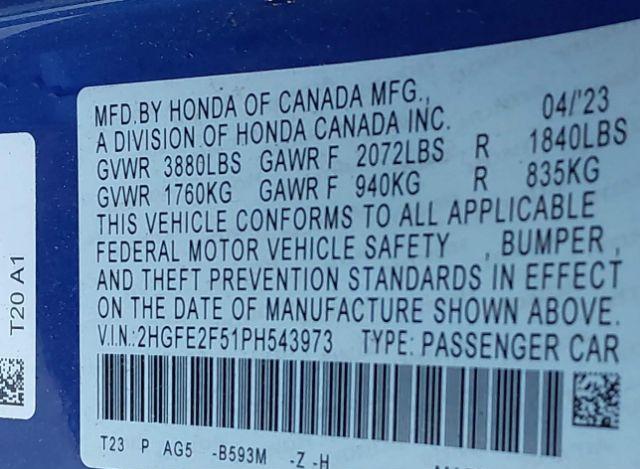 MFD.BY HONDA OF CANADA MFG., 04/'23
A DIVISION OF HONDA CANADA INC.
GVWR 3880LBS GAWR F 2072LBS R 1840LBS
GVWR 1760KG GAWR F 940KG R 835KG
THIS VEHICLE CONFORMS TO ALL APPLICABLE
FEDERAL MOTOR VEHICLE SAFETY , BUMPER ,
AND THEFT PREVENTION STANDARDS IN EFFECT
ON THE DATE OF MANUFACTURE SHOWN ABOVE.
V.I.N.:2HGFE2F51PH543973 TYPE: PASSENGER CAR
T23 P AG5 -B593M -Z -H
T20 A1